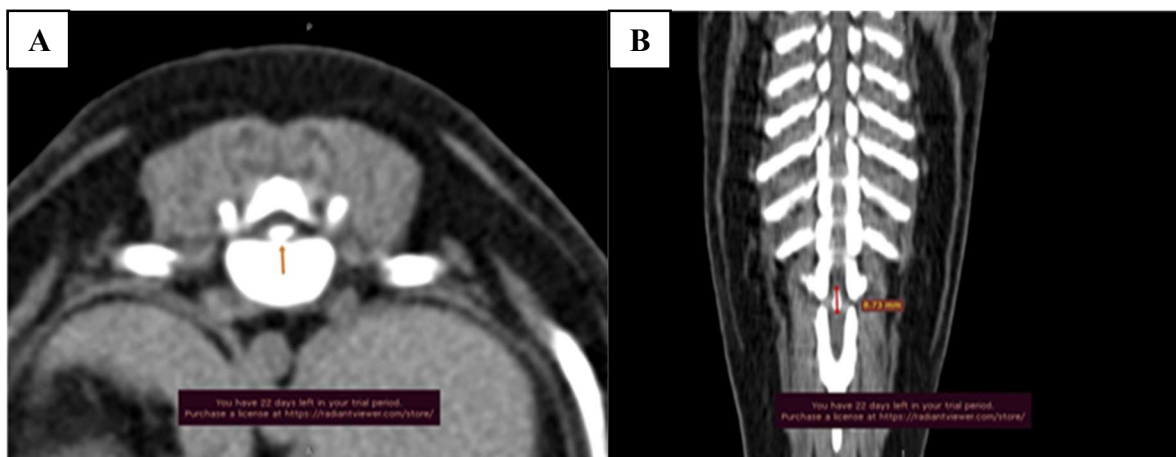 A
B
P
8.73 mm
You have 22 days left in your trial period.
Purchase a license at https://radiantviewer.com/store/
You have 22 days left in your trial period.
Purchase a license at https://radiantviewer.com/store/